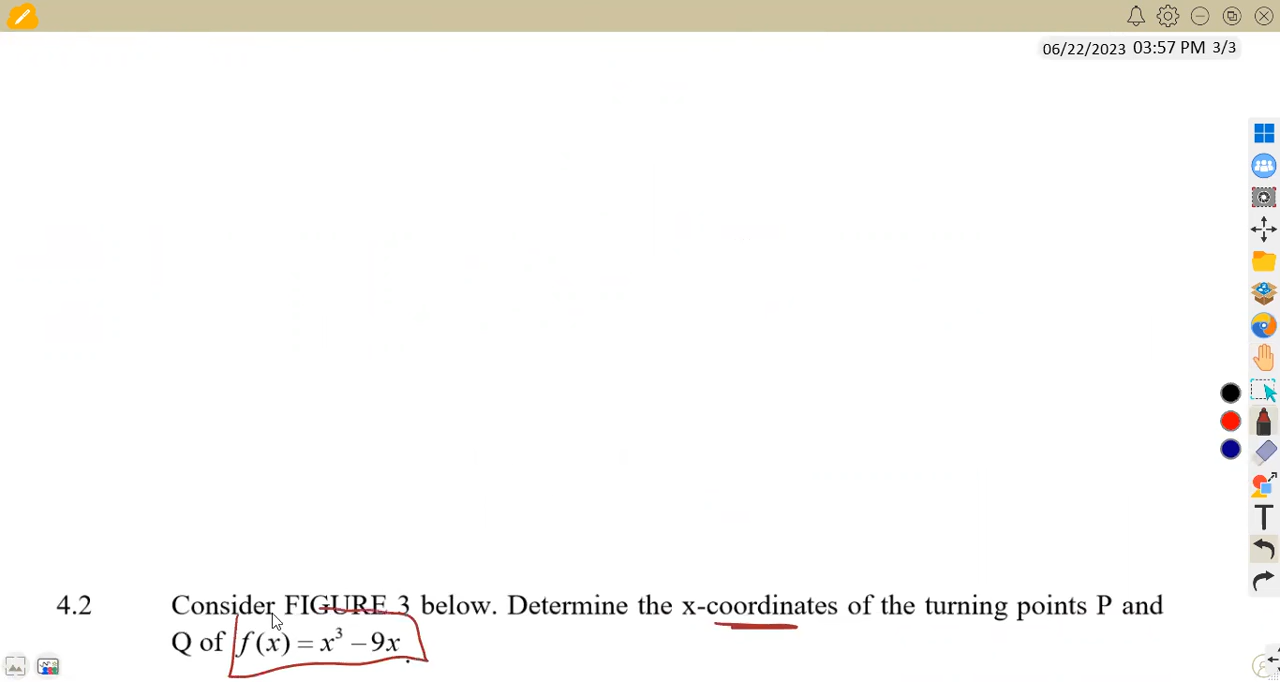 06/22/2023 03:57 PM 3/3
4.2 Consider FIGURE 3 below. Determine the x-coordinates of the turning points P and
Q of f(x) = x³ – 9x